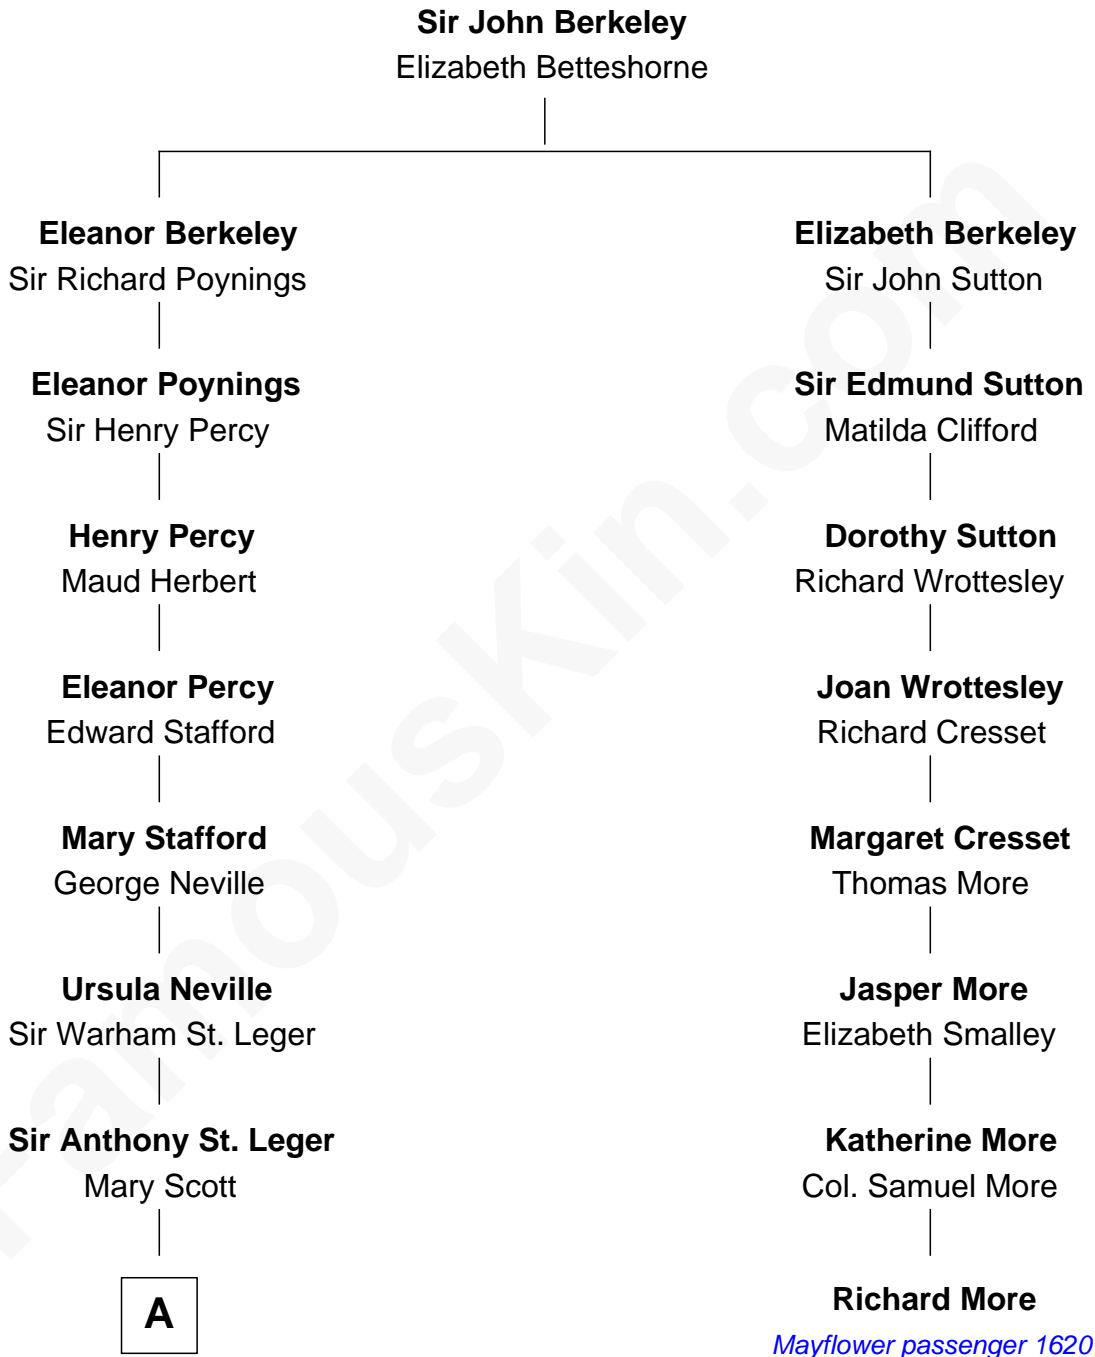 Sir John Berkeley
Elizabeth Betteshorne
Eleanor Berkeley
Sir Richard Poynings
Elizabeth Berkeley
Sir John Sutton
Eleanor Poynings
Sir Henry Percy
Sir Edmund Sutton
Matilda Clifford
Henry Percy
Maud Herbert
Dorothy Sutton
Richard Wrottesley
Eleanor Percy
Edward Stafford
Joan Wrottesley
Richard Cresset
Mary Stafford
George Neville
Margaret Cresset
Thomas More
Ursula Neville
Sir Warham St. Leger
Jasper More
Elizabeth Smalley
Sir Anthony St. Leger
Mary Scott
Katherine More
Col. Samuel More
A
Richard More
Mayflower passenger 1620
FamousKin.com